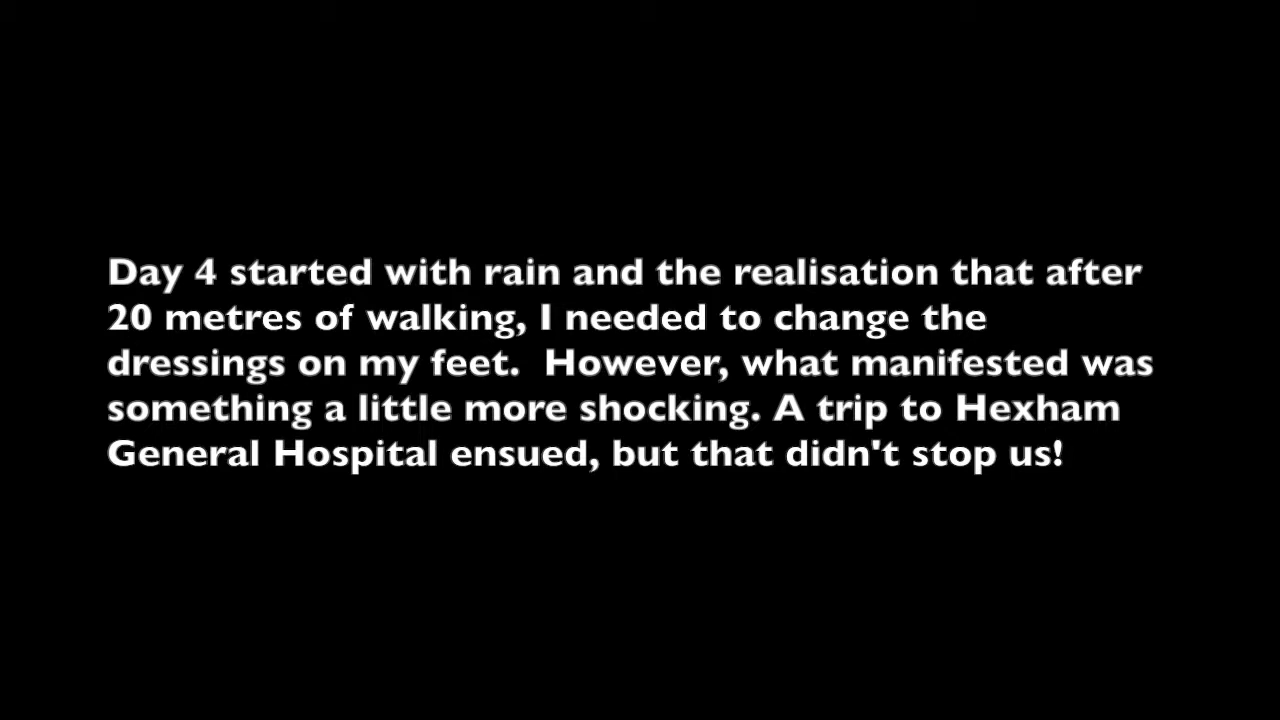 Day 4 started with rain and the realisation that after
20 metres of walking, I needed to change the
dressings on my feet.  However, what manifested was
something a little more shocking. A trip to Hexham
General Hospital ensued, but that didn't stop us!